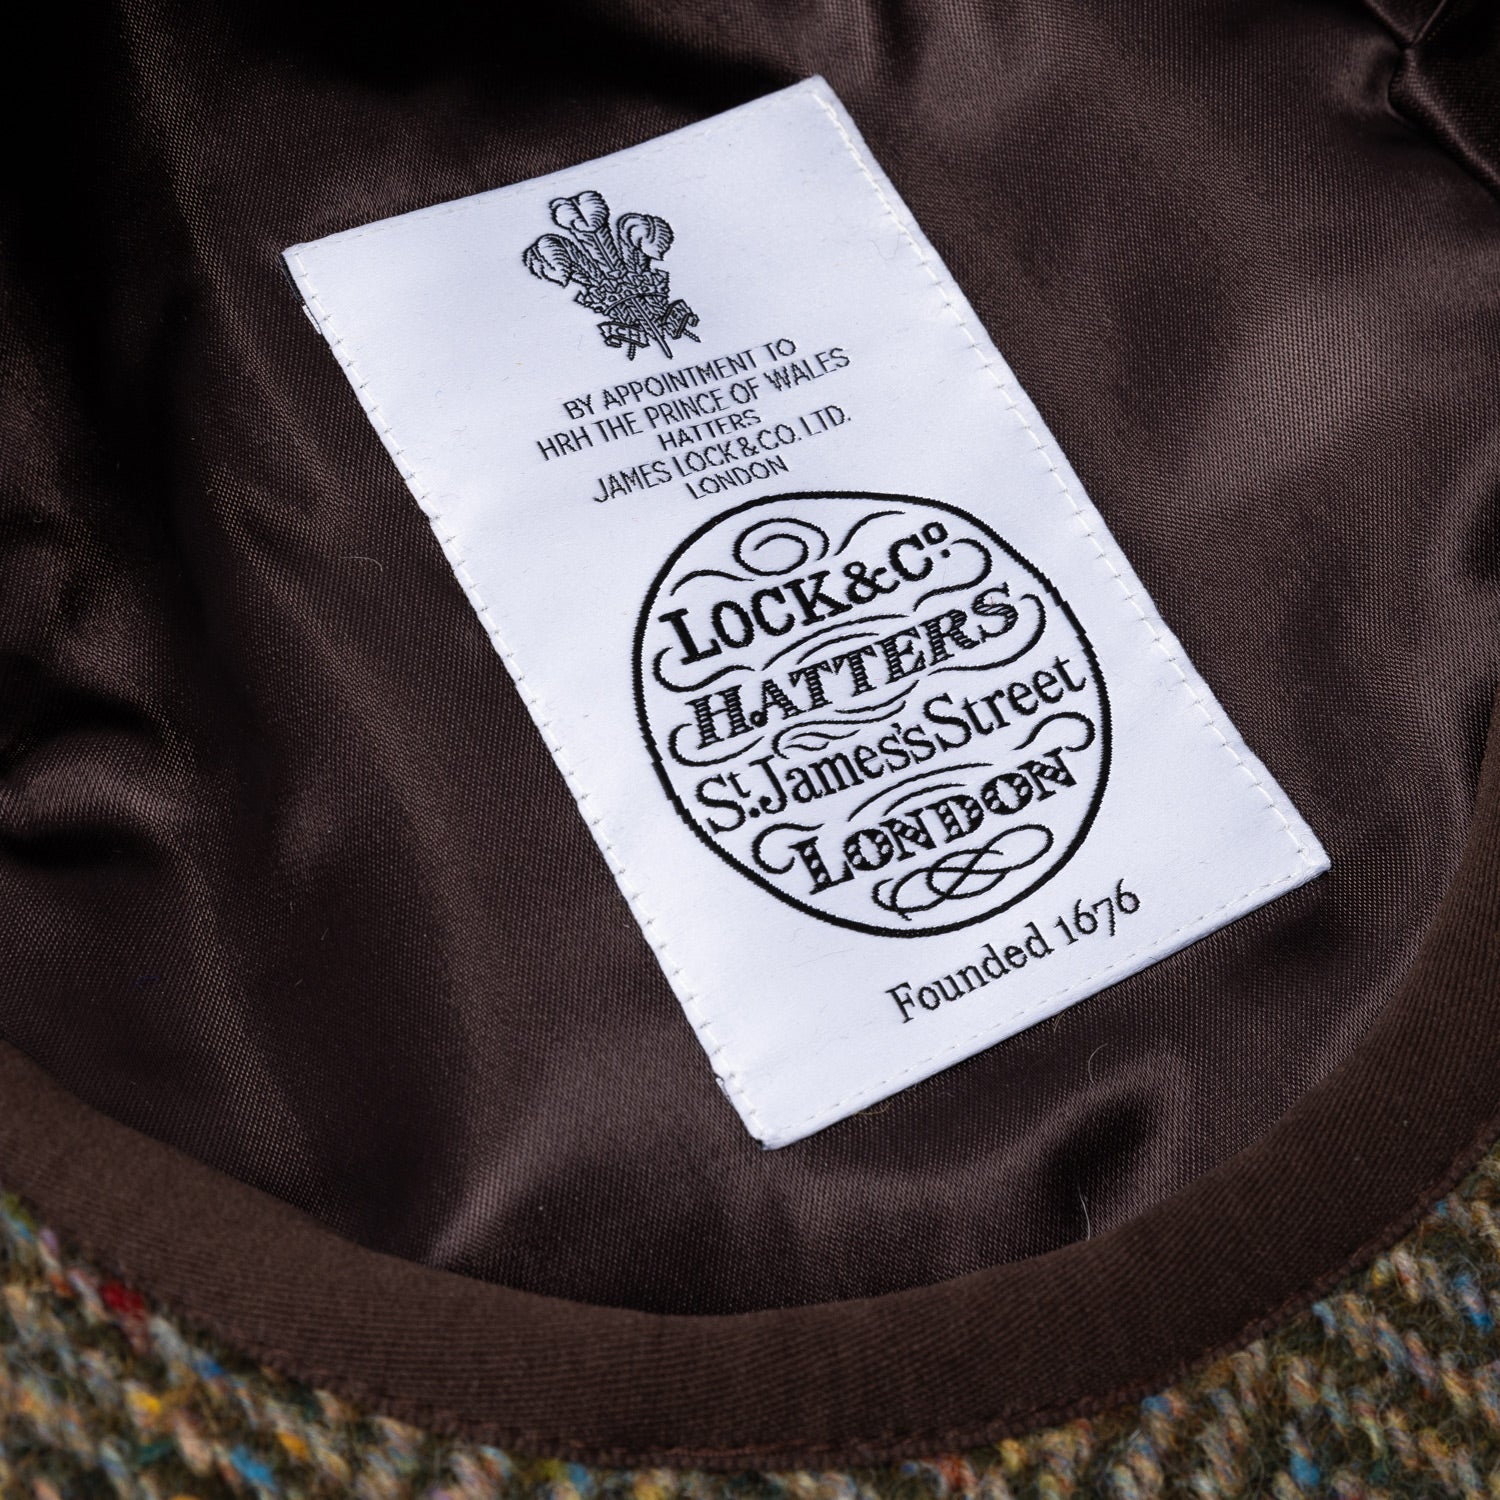 BY APPOINTMENT TO
HRH THE PRINCE OF WALES
HATTERS
JAMES LOCK & CO. LTD.
LONDON
LOCK & Cº
HATTERS
St. James's Street
LONDON
Founded 1676